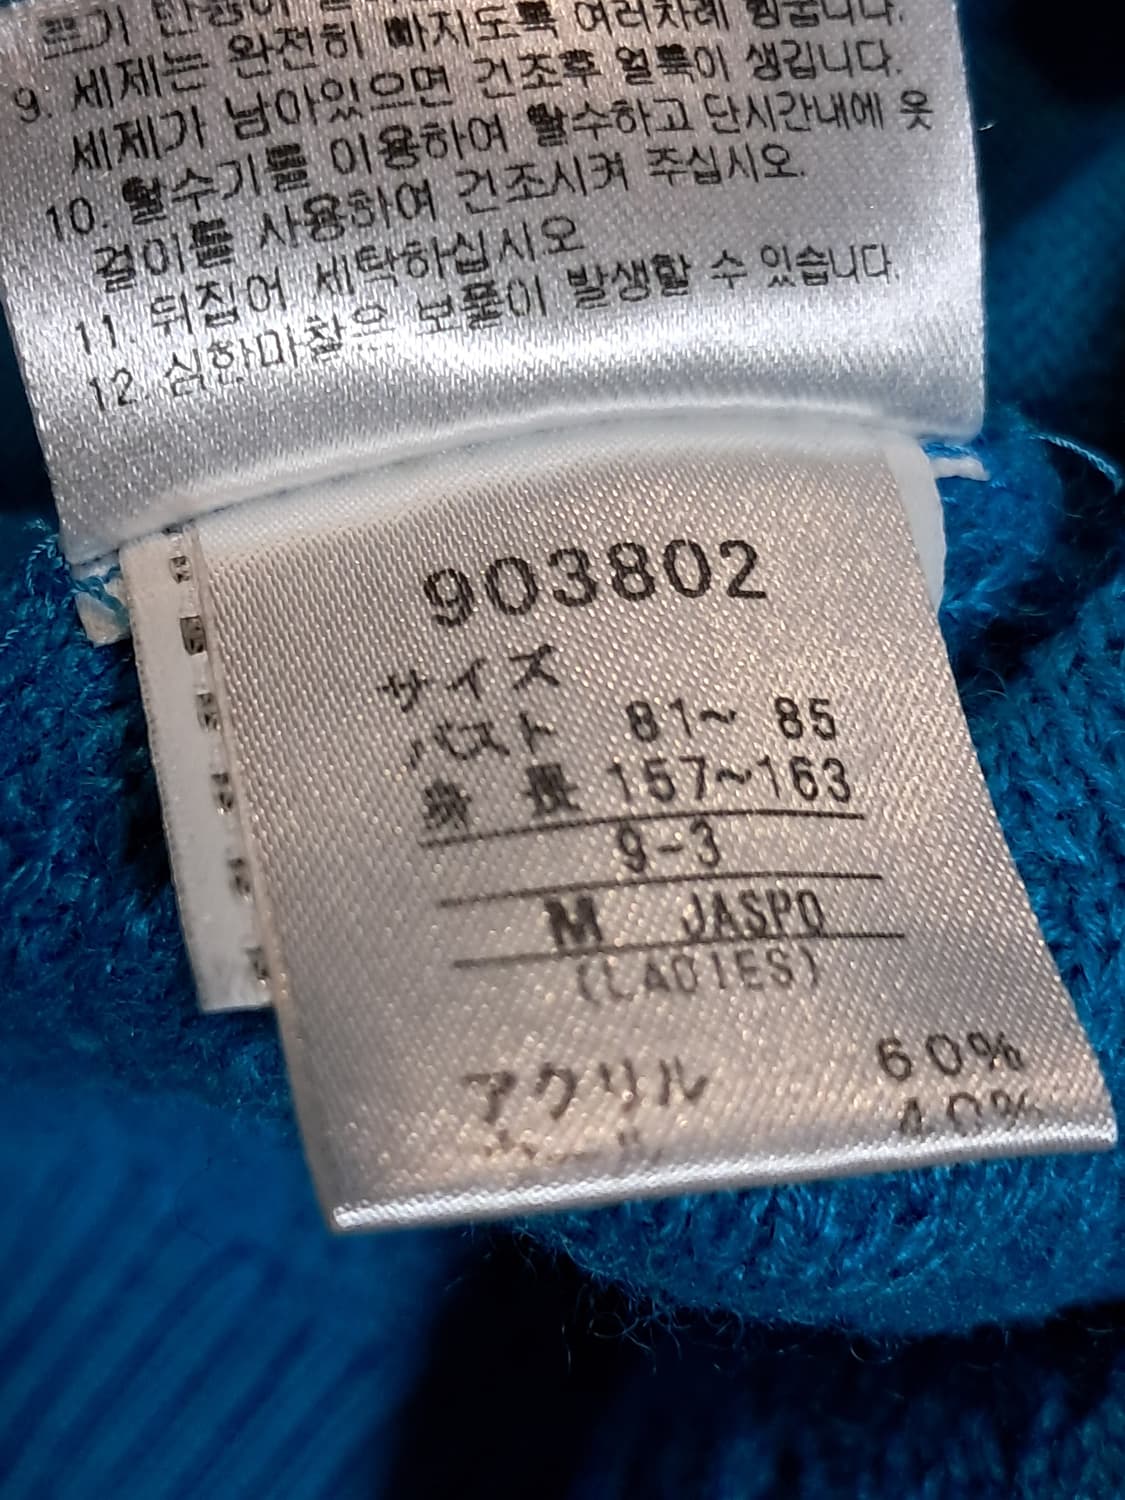 9. 세제는 완전히 빠지도록 여러차례 헹굽니다.
세제가 남아있으면 건조후 얼룩이 생깁니다.
10. 탈수기를 이용하여 탈수하고 단시간내에 옷
걸이를 사용하여 건조시켜 주십시오.
11. 뒤집어 세탁하십시오
12. 심한마찰으로 보풀이 발생할 수 있습니다.
903802
サイズ
バスト 81~ 85
身 長 157~163
9-3
M JASPO
(LADIES)
アクリル 60%
40%